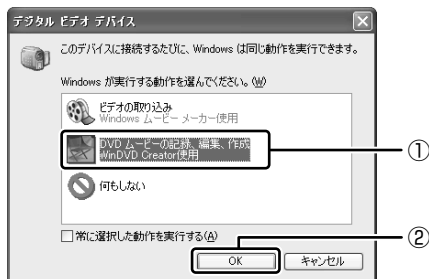 デジタル ビデオ デバイス
このデバイスに接続するたびに、Windows は同じ動作を実行できます。
Windows が実行する動作を選んでください。(W)
ビデオの取り込み
Windows ムービー メーカー使用
DVD ムービーの記録、編集、作成
WinDVD Creator使用
①
何もしない
常に選択した動作を実行する(A)
②
OK
キャンセル